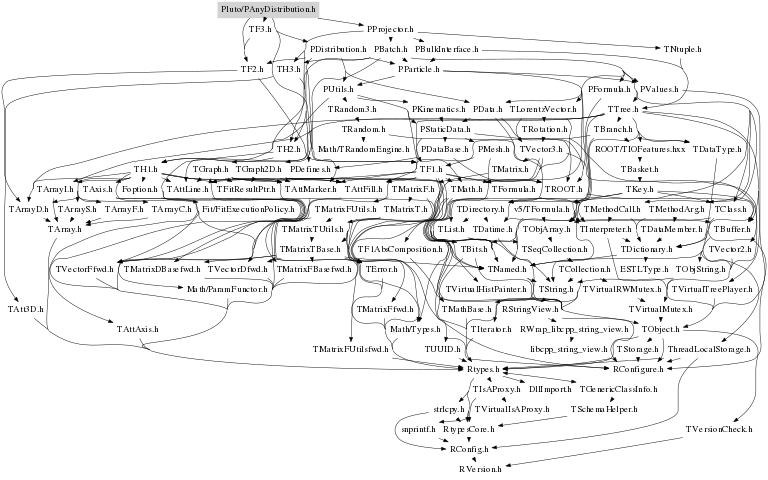 Pluto/PAnyDistribution.h
TF3.h PProjector.h
PDistribution.h PBatch.h PBulkInterface.h TNtuple.h
TF2.h TH3.h PParticle.h
PUtils.h PFormula.h PValues.h
TRandom3.h PKinematics.h PData.h TLorentzVector.h TTree.h
TRandom.h PStaticData.h TRotation.h TBranch.h
TH2.h Math/TRandomEngine.h PDataBase.h PMesh.h TVector3.h ROOT/TIOFeatures.hxx TDataType.h
TH1.h TGraph.h TGraph2D.h PDefines.h TF1.h TMatrix.h TBasket.h
TArrayI.h TAxis.h Foption.h TAttLine.h TFitResultPtr.h TAttMarker.h TAttFill.h TMatrixF.h TMath.h TFormula.h TROOT.h TKey.h
TArrayD.h TArrayS.h TArrayF.h TArrayC.h Fit/FitExecutionPolicy.h TMatrixFUtils.h TMatrixT.h TDirectory.h v5/TFormula.h TMethodCall.h TMethodArg.h TClass.h
TArray.h TMatrixTUtils.h TList.h TDatime.h TObjArray.h TInterpreter.h TDataMember.h TBuffer.h
TMatrixTBase.h TF1AbsComposition.h TBits.h TSeqCollection.h TDictionary.h TVector2.h
TVectorFfwd.h TMatrixDBasefwd.h TVectorDfwd.h TMatrixFBasefwd.h TError.h TNamed.h TCollection.h ESTLType.h TObjString.h
Math/ParamFunctor.h TVirtualHistPainter.h TString.h TVirtualRWMutex.h TVirtualTreePlayer.h
TAtt3D.h TMatrixFfwd.h TMathBase.h RStringView.h TVirtualMutex.h
TAttAxis.h Math/Types.h TIterator.h RWrap_libcpp_string_view.h TObject.h
TMatrixFUtilsfwd.h TUUID.h libcpp_string_view.h TStorage.h ThreadLocalStorage.h
Rtypes.h RConfigure.h
TIsAProxy.h DllImport.h TGenericClassInfo.h
strlcpy.h TVirtualIsAProxy.h TSchemaHelper.h
snprintf.h RtypesCore.h TVersionCheck.h
RConfig.h
RVersion.h